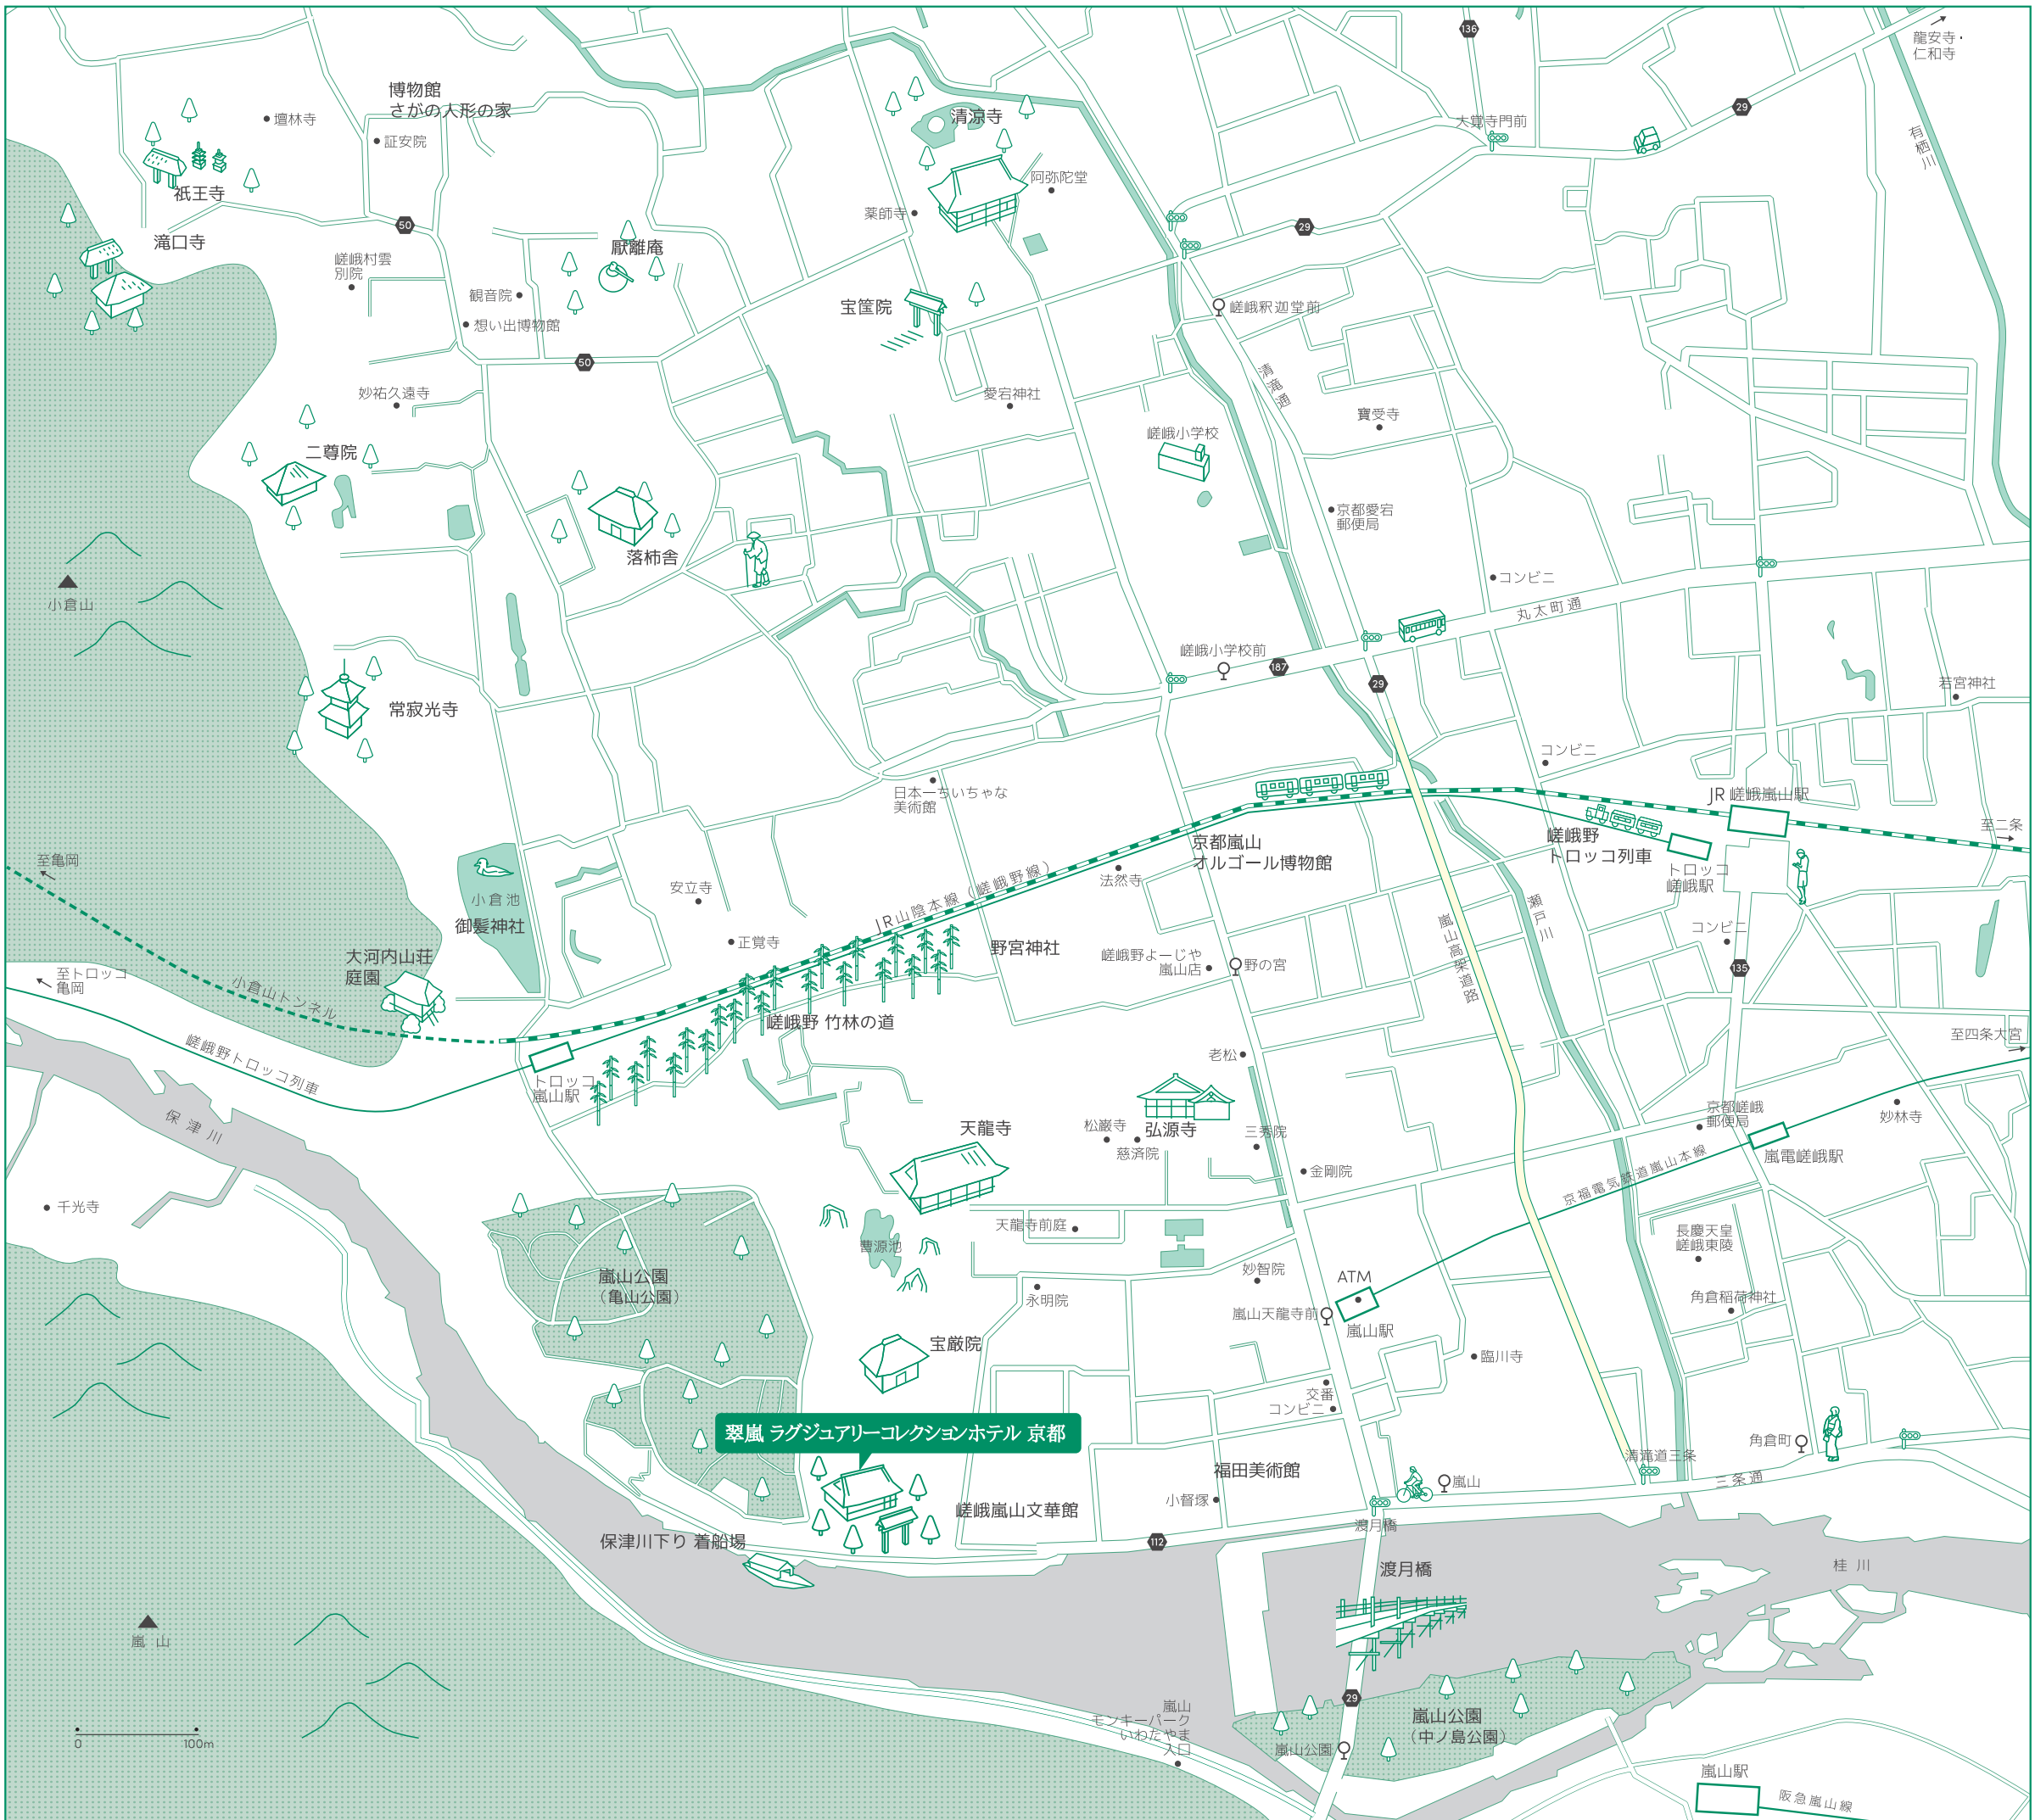 136
龍安寺・
仁和寺
29
博物館
さがの人形の家
壇林寺
証安院
清涼寺
大覚寺門前
有栖川
祇王寺
阿弥陀堂
薬師寺
50
29
滝口寺
厭離庵
嵯峨村雲
別院
観音院
宝筐院
嵯峨釈迦堂前
想い出博物館
50
清滝通
妙祐久遠寺
愛宕神社
寶受寺
嵯峨小学校
二尊院
京都愛宕
郵便局
落柿舎
コンビニ
小倉山
丸太町通
嵯峨小学校前
187
29
若宮神社
常寂光寺
コンビニ
日本一ちいちゃな
美術館
JR 嵯峨嵐山駅
至二条
京都嵐山
オルゴール博物館
嵯峨野
トロッコ列車
至亀岡
トロッコ
嵯峨駅
法然寺
安立寺
小倉池
御髪神社
JR山陰本線（嵯峨野線）
瀬戸川
嵐山高架道路
コンビニ
正覚寺
野宮神社
大河内山荘
庭園
嵯峨野よーじや
嵐山店
野の宮
135
至トロッコ
亀岡
小倉山トンネル
嵯峨野 竹林の道
至四条大宮
嵯峨野トロッコ列車
老松
トロッコ
嵐山駅
保津川
京都嵯峨
郵便局
妙林寺
天龍寺
松巌寺
弘源寺
三秀院
慈済院
嵐電嵯峨駅
金剛院
京福電気鉄道嵐山本線
千光寺
天龍寺前庭
曹源池
長慶天皇
嵯峨東陵
妙智院
嵐山公園
（亀山公園）
ATM
永明院
角倉稲荷神社
嵐山天龍寺前
嵐山駅
宝厳院
臨川寺
交番
コンビニ
翠嵐 ラグジュアリーコレクションホテル 京都
角倉町
清滝道三条
福田美術館
嵐山
三条通
小督塚
嵯峨嵐山文華館
渡月橋
保津川下り 着船場
112
渡月橋
桂川
嵐山
29
嵐山
モンキーパーク
いわたやま
入口
嵐山公園
（中ノ島公園）
嵐山公園
0 100m
嵐山駅
阪急嵐山線